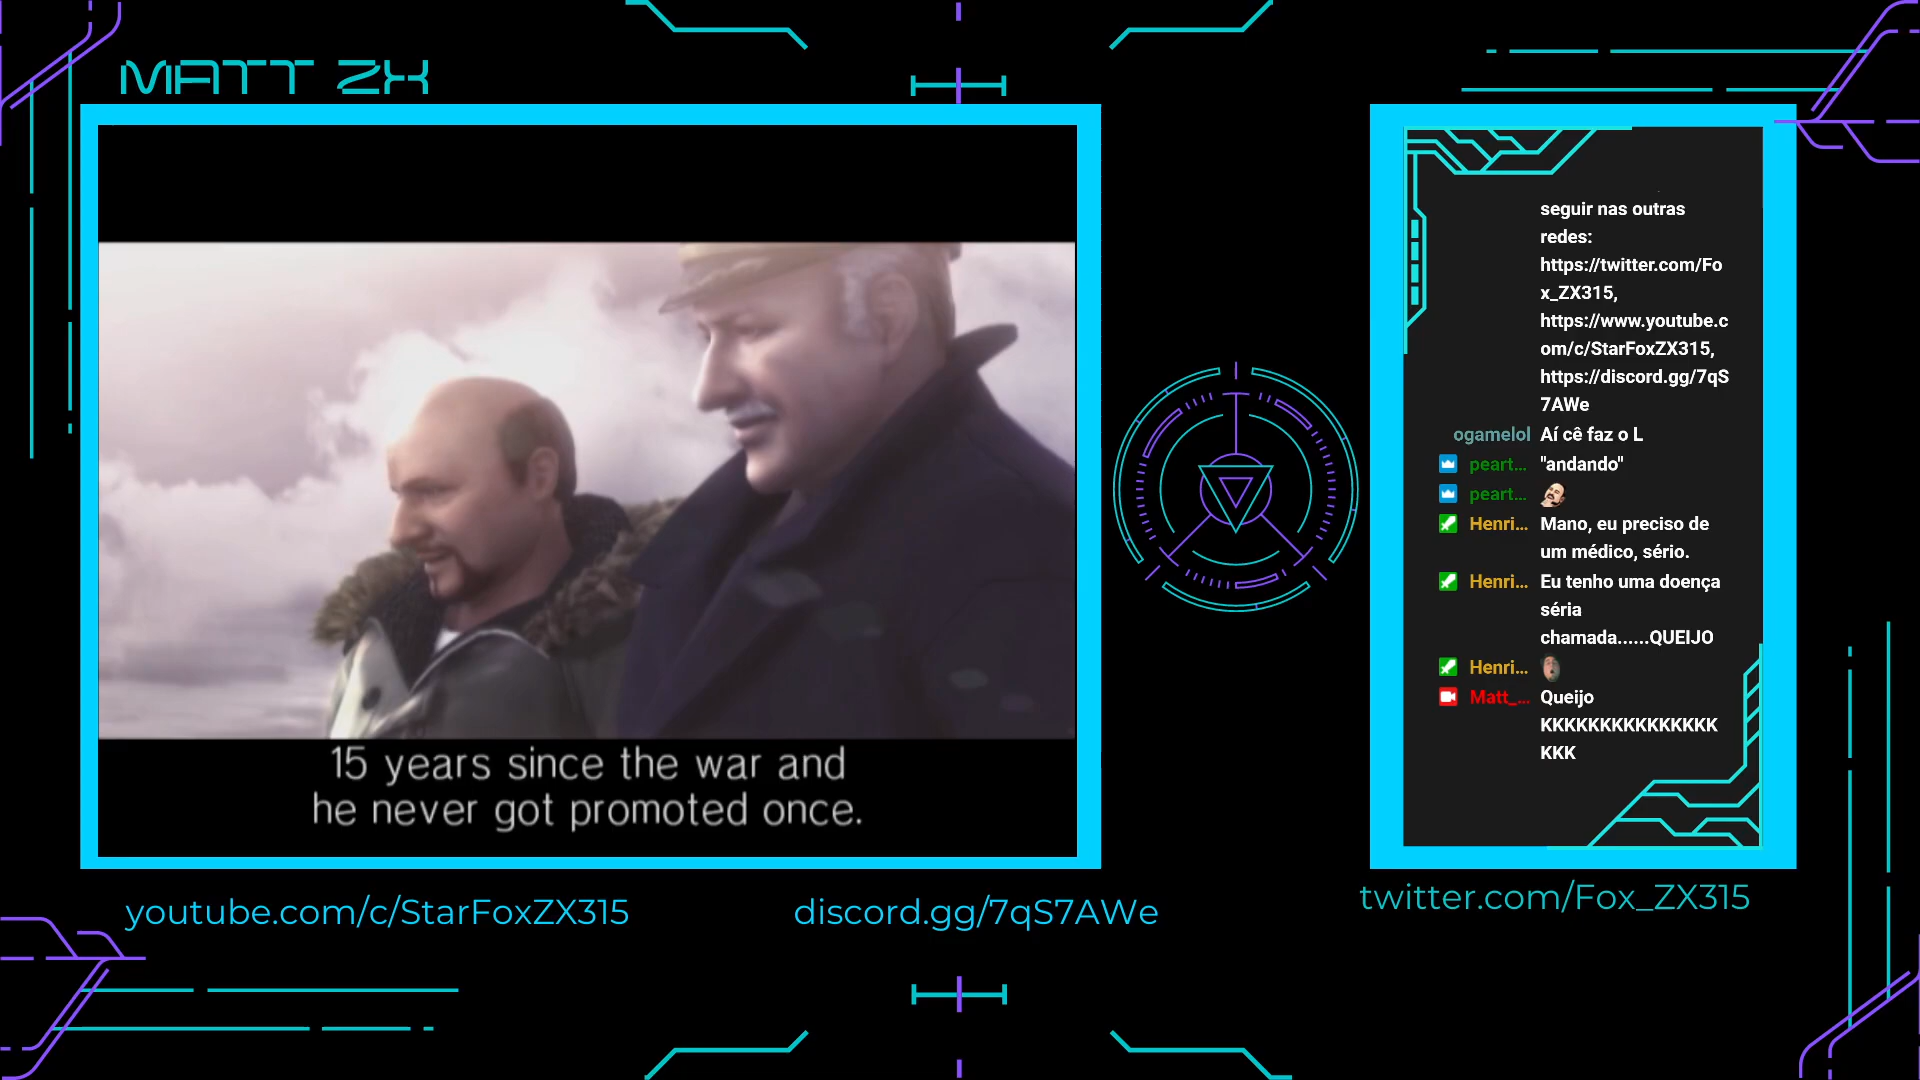 MATT ZX
15 years since the war and
he never got promoted once.
seguir nas outras
redes:
https://twitter.com/Fo
x_ZX315,
https://www.youtube.c
om/c/StarFoxZX315,
https://discord.gg/7qS
7AWe
ogamelol Aí cê faz o L
peart... "andando"
peart...
Henri... Mano, eu preciso de
um médico, sério.
Henri... Eu tenho uma doença
séria
chamada......QUEIJO
Henri...
Matt_... Queijo
KKKKKKKKKKKKKKK
KKK
youtube.com/c/StarFoxZX315
discord.gg/7qS7AWe
twitter.com/Fox_ZX315